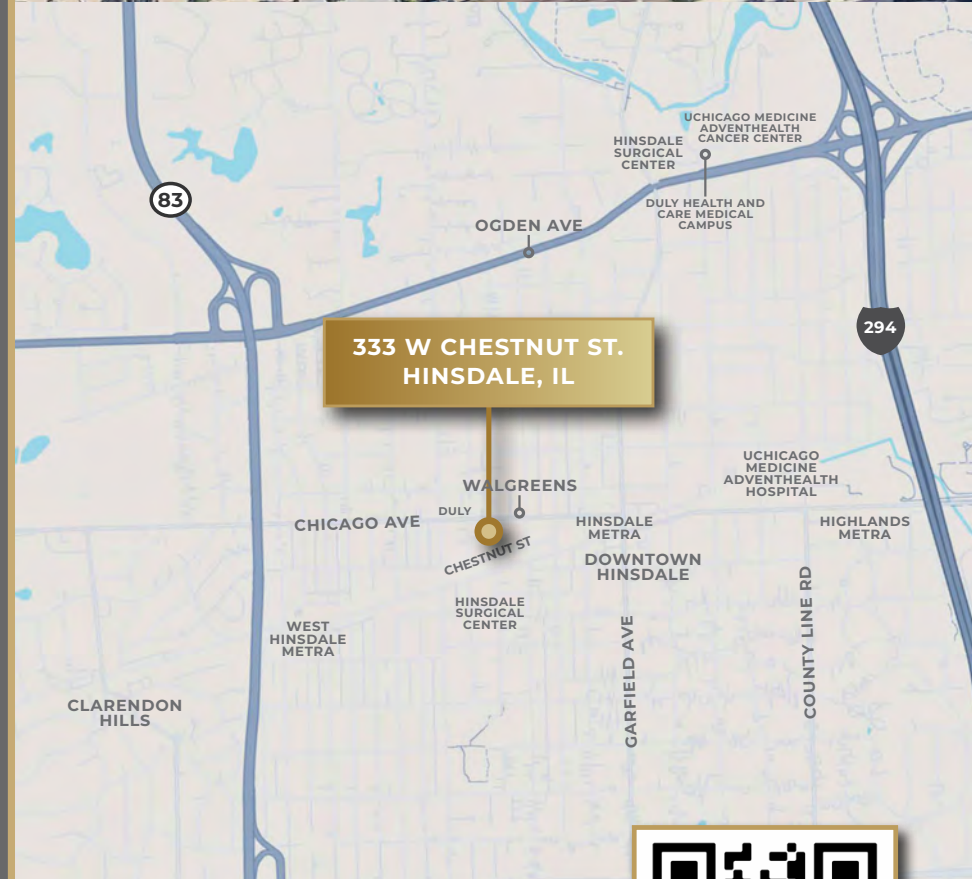 UCHICAGO MEDICINE
ADVENTHEALTH
CANCER CENTER
HINSDALE
SURGICAL
CENTER
83
DULY HEALTH AND
CARE MEDICAL
CAMPUS
OGDEN AVE
294
333 W CHESTNUT ST.
HINSDALE, IL
UCHICAGO
MEDICINE
ADVENTHEALTH
HOSPITAL
WALGREENS
DULY
CHICAGO AVE
HINSDALE
METRA
HIGHLANDS
METRA
CHESTNUT ST
DOWNTOWN
HINSDALE
HINSDALE
SURGICAL
CENTER
WEST
HINSDALE
METRA
GARFIELD AVE
COUNTY LINE RD
CLARENDON
HILLS